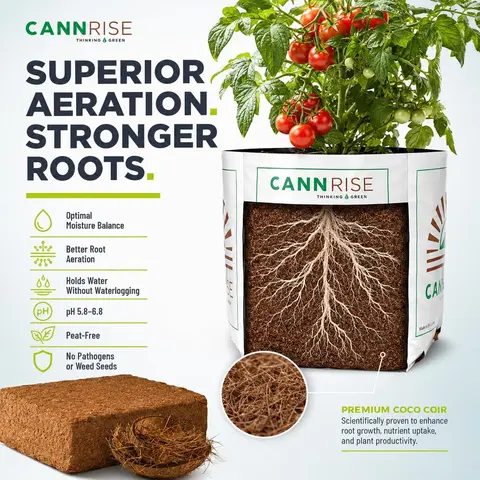 CANNRISE
THINKING GREEN
SUPERIOR
AERATION.
STRONGER
ROOTS.
Optimal
Moisture Balance
Better Root
Aeration
Holds Water
Without Waterlogging
pH
pH 5.8–6.8
Peat-Free
No Pathogens
or Weed Seeds
CANNRISE
THINKING GREEN
CAN
PREMIUM COCO COIR
Scientifically proven to enhance
root growth, nutrient uptake,
and plant productivity.